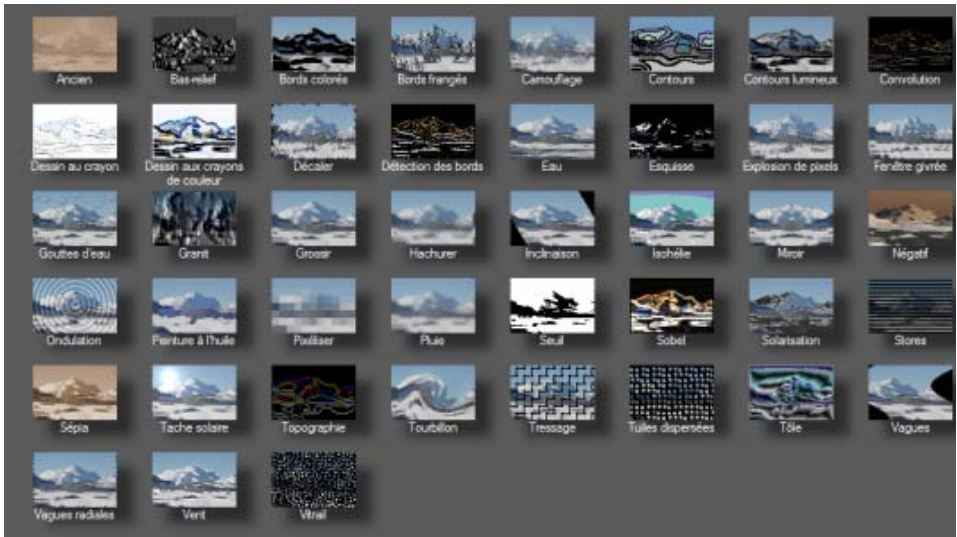 Ancien
Bas-relief
Bords colorés
Bords frangés
Camouflage
Contours
Contours lumineux
Convolution
Dessin au crayon
Dessin aux crayons
de couleur
Décaler
Détection des bords
Eau
Esquisse
Explosion de pixels
Fenêtre givrée
Gouttes d'eau
Granit
Grossir
Hachurer
Inclinaison
Isohélie
Miroir
Négatif
Ondulation
Peinture à l'huile
Pixéliser
Pluie
Seuil
Sobel
Solarisation
Stores
Sépia
Tache solaire
Topographie
Tourbillon
Tressage
Tuiles dispersées
Tôle
Vagues
Vagues radiales
Vent
Vitrail